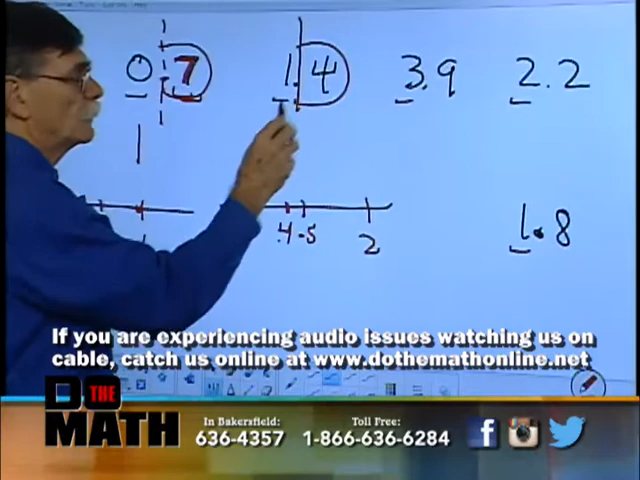 0.7 1.4 3.9 2.2
1
.4 .5 2 1.8
If you are experiencing audio issues watching us on
cable, catch us online at www.dothemathonline.net
DO THE MATH
In Bakersfield:
636-4357
Toll Free:
1-866-636-6284